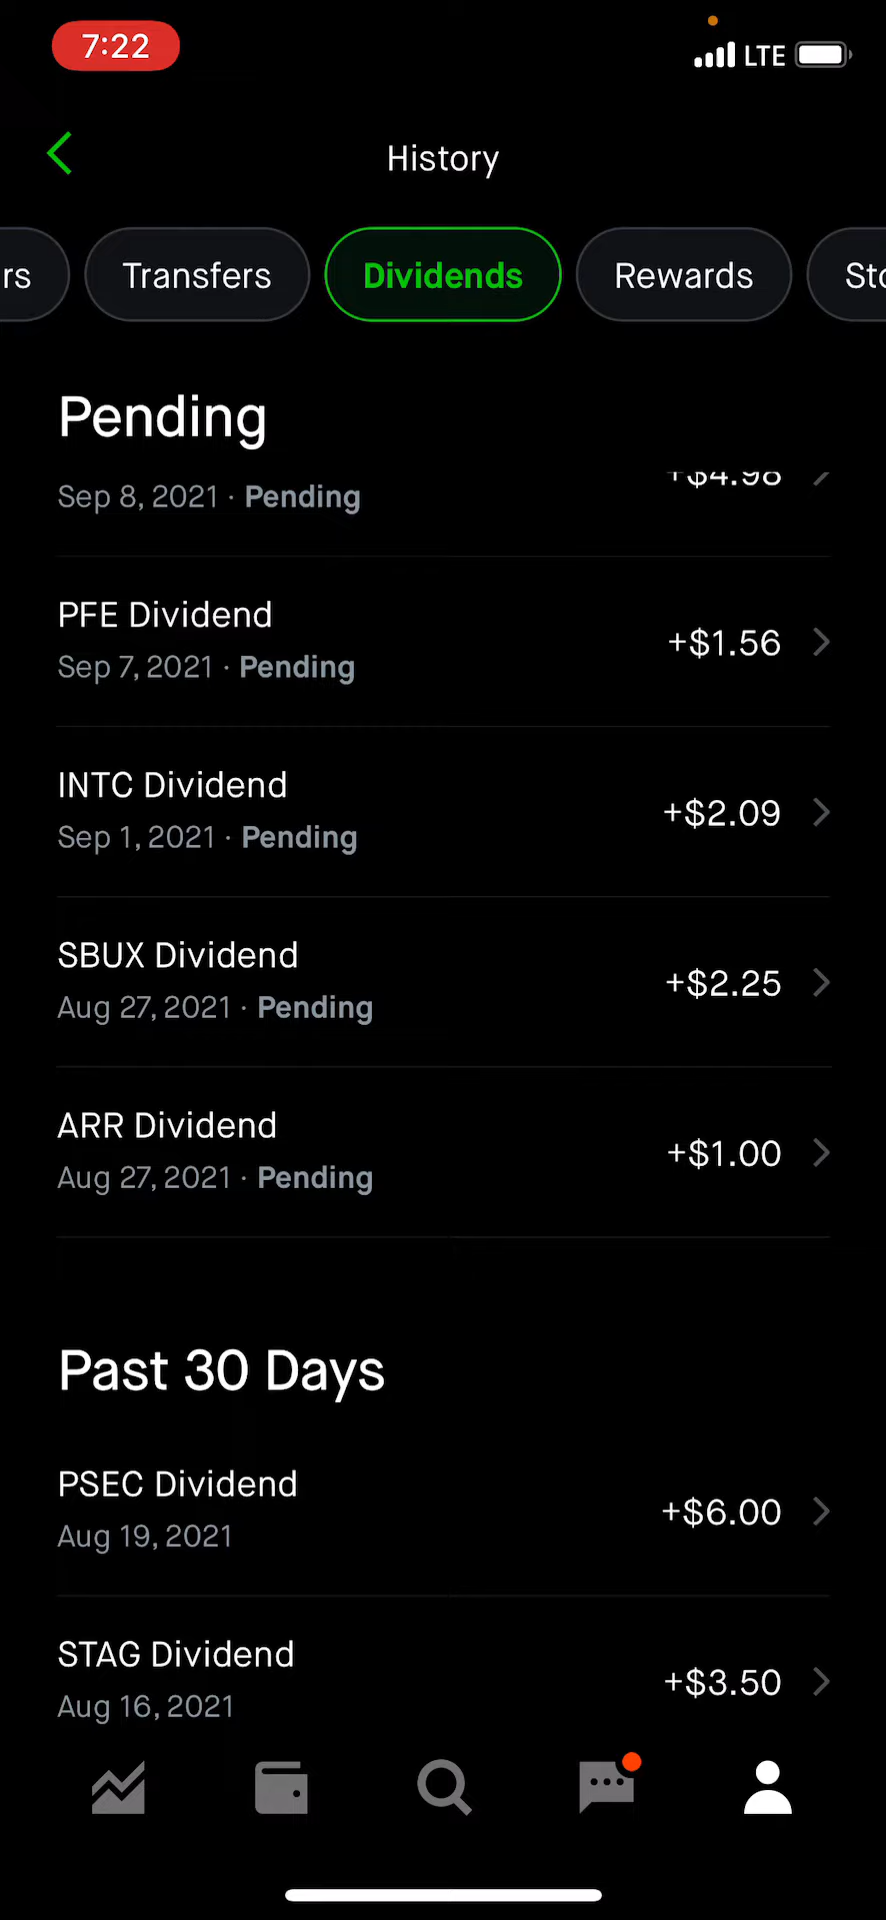 7:22
LTE
History
rs
Transfers
Dividends
Rewards
Sto
Pending
Sep 8, 2021 · Pending
PFE Dividend
+$1.56
Sep 7, 2021 · Pending
INTC Dividend
+$2.09
Sep 1, 2021 · Pending
SBUX Dividend
+$2.25
Aug 27, 2021 · Pending
ARR Dividend
+$1.00
Aug 27, 2021 · Pending
Past 30 Days
PSEC Dividend
+$6.00
Aug 19, 2021
STAG Dividend
+$3.50
Aug 16, 2021